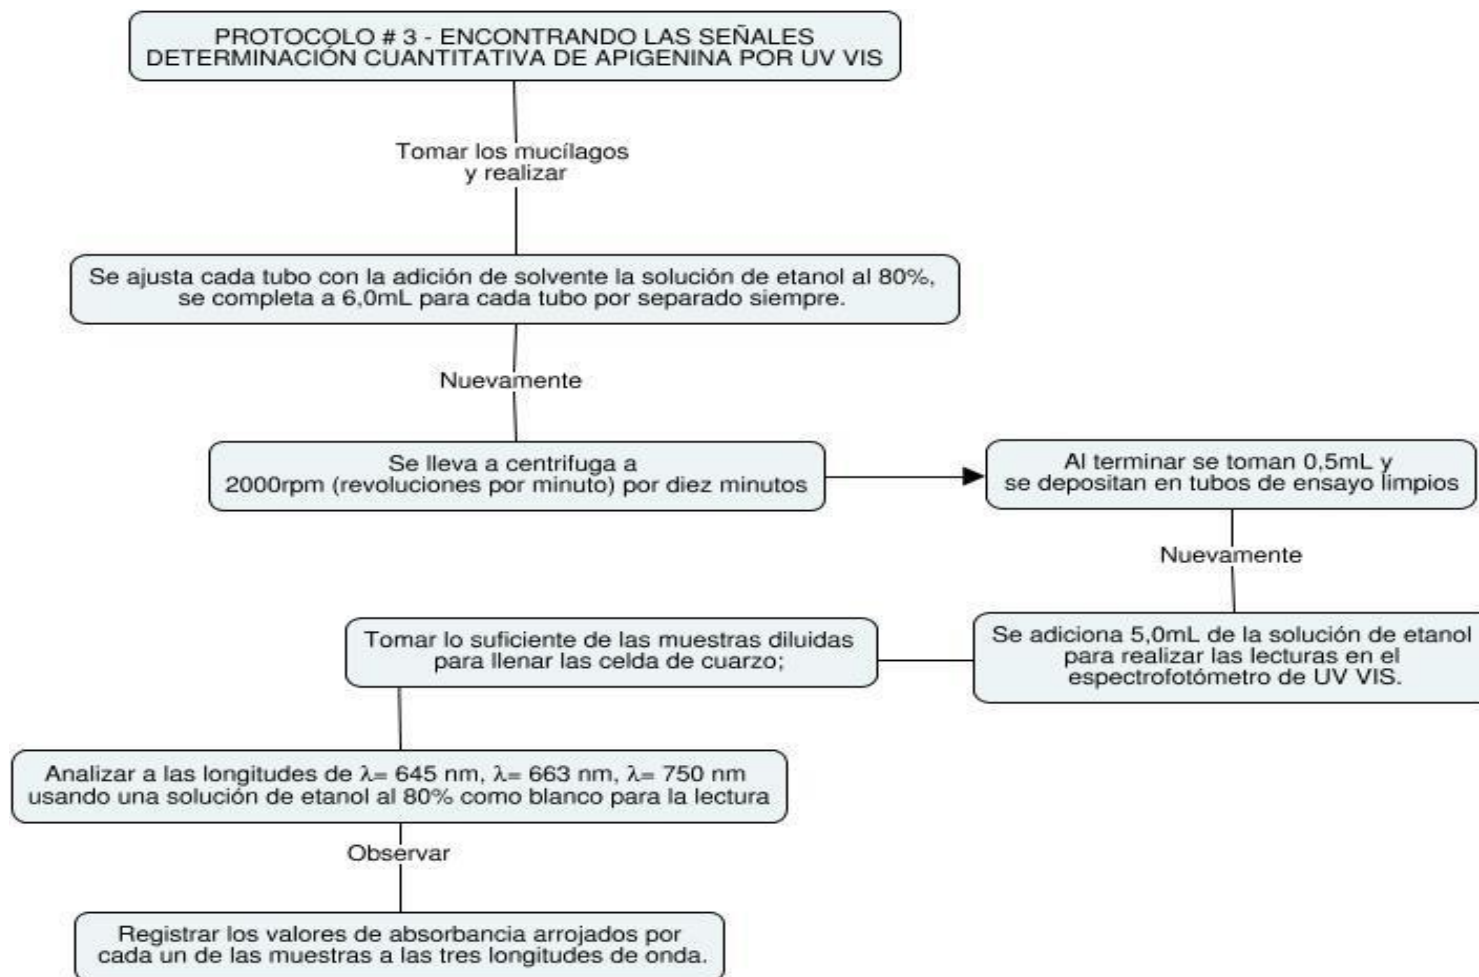 PROTOCOLO # 3 - ENCONTRANDO LAS SEÑALES
DETERMINACIÓN CUANTITATIVA DE APIGENINA POR UV VIS
Tomar los mucílagos
y realizar
Se ajusta cada tubo con la adición de solvente la solución de etanol al 80%,
se completa a 6,0mL para cada tubo por separado siempre.
Nuevamente
Se lleva a centrifuga a
2000rpm (revoluciones por minuto) por diez minutos
Al terminar se toman 0,5mL y
se depositan en tubos de ensayo limpios
Nuevamente
Se adiciona 5,0mL de la solución de etanol
para realizar las lecturas en el
espectrofotómetro de UV VIS.
Tomar lo suficiente de las muestras diluidas
para llenar las celda de cuarzo;
Analizar a las longitudes de λ= 645 nm, λ= 663 nm, λ= 750 nm
usando una solución de etanol al 80% como blanco para la lectura
Observar
Registrar los valores de absorbancia arrojados por
cada un de las muestras a las tres longitudes de onda.